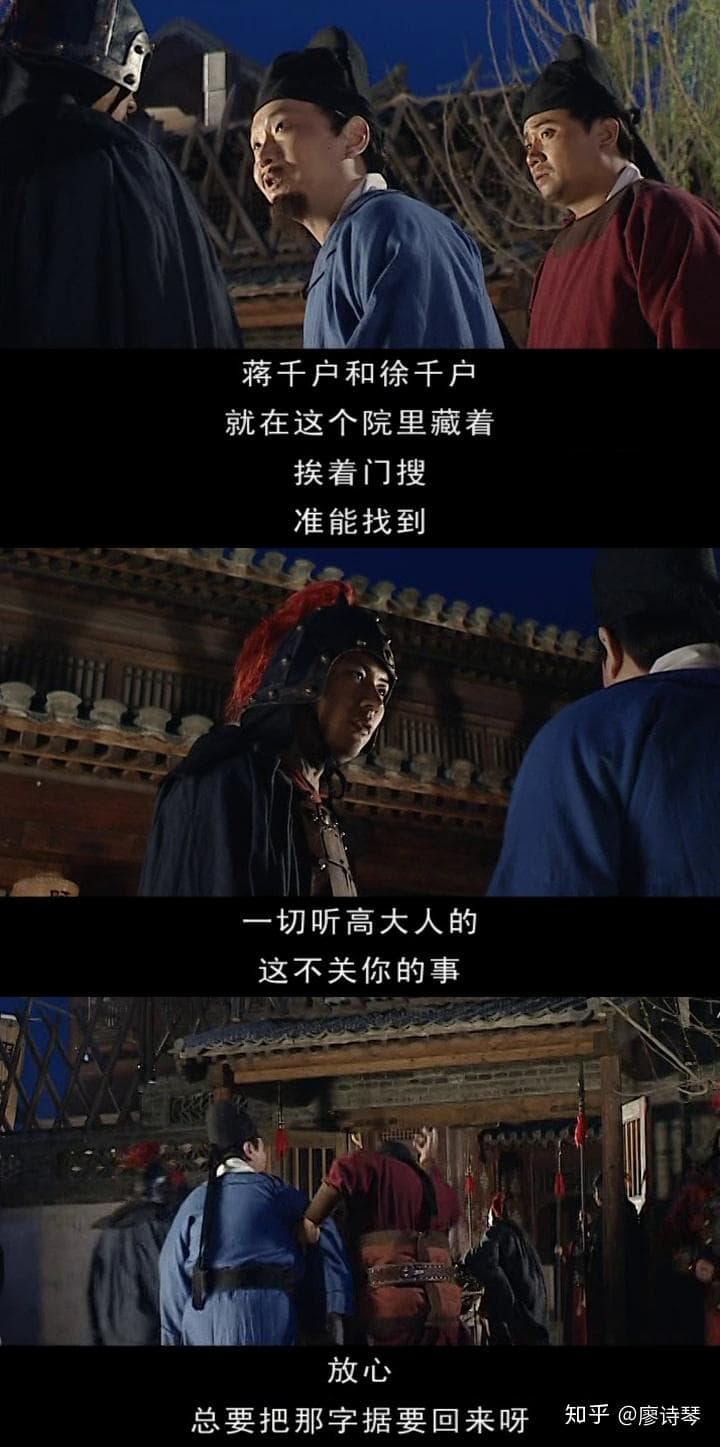 蒋千户和徐千户
就在这个院里藏着
挨着门搜
准能找到
一切听高大人的
这不关你的事
放心
总要把那字据要回来呀
知乎 @廖诗琴